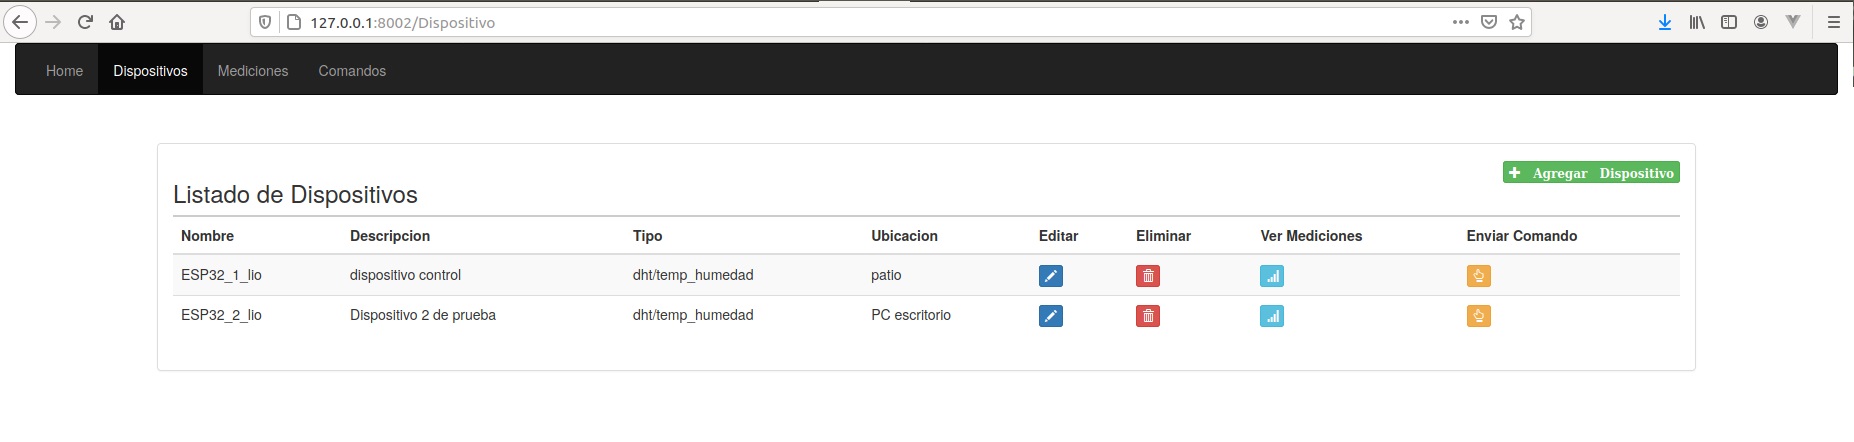 127.0.0.1:8002/Dispositivo
Home Dispositivos Mediciones Comandos
Agregar Dispositivo
Listado de Dispositivos
Nombre Descripcion Tipo Ubicacion Editar Eliminar Ver Mediciones Enviar Comando
ESP32_1_lio dispositivo control dht/temp_humedad patio
ESP32_2_lio Dispositivo 2 de prueba dht/temp_humedad PC escritorio